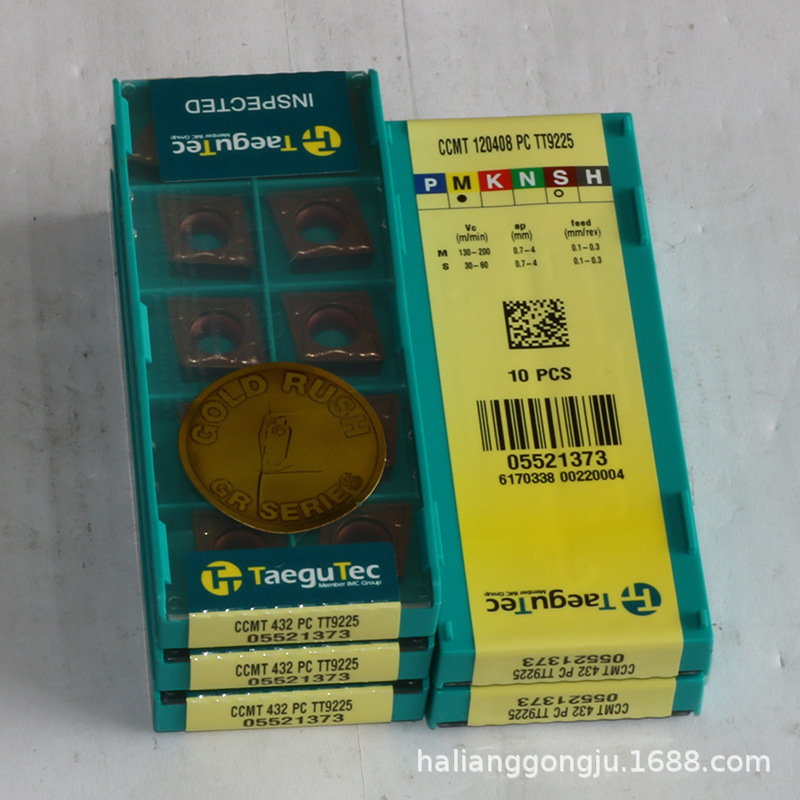 INSPECTED
TaeguTec
Member IMC Group
GOLD RUSH
GR SERIES
TaeguTec
Member IMC Group
CCMT 432 PC TT9225
05521373
CCMT 432 PC TT9225
05521373
CCMT 432 PC TT9225
05521373
CCMT 120408 PC TT9225
P M K N S H
Vc ap feed
(m/min) (mm) (mm/rev)
M 130-200 0.7-4 0.1-0.3
S 30-60 0.7-4 0.1-0.3
10 PCS
05521373
6170338 00220004
TaeguTec
Member IMC Group
CCMT 432 PC TT9225
05521373
CCMT 432 PC TT9225
05521373
halianggongju.1688.com